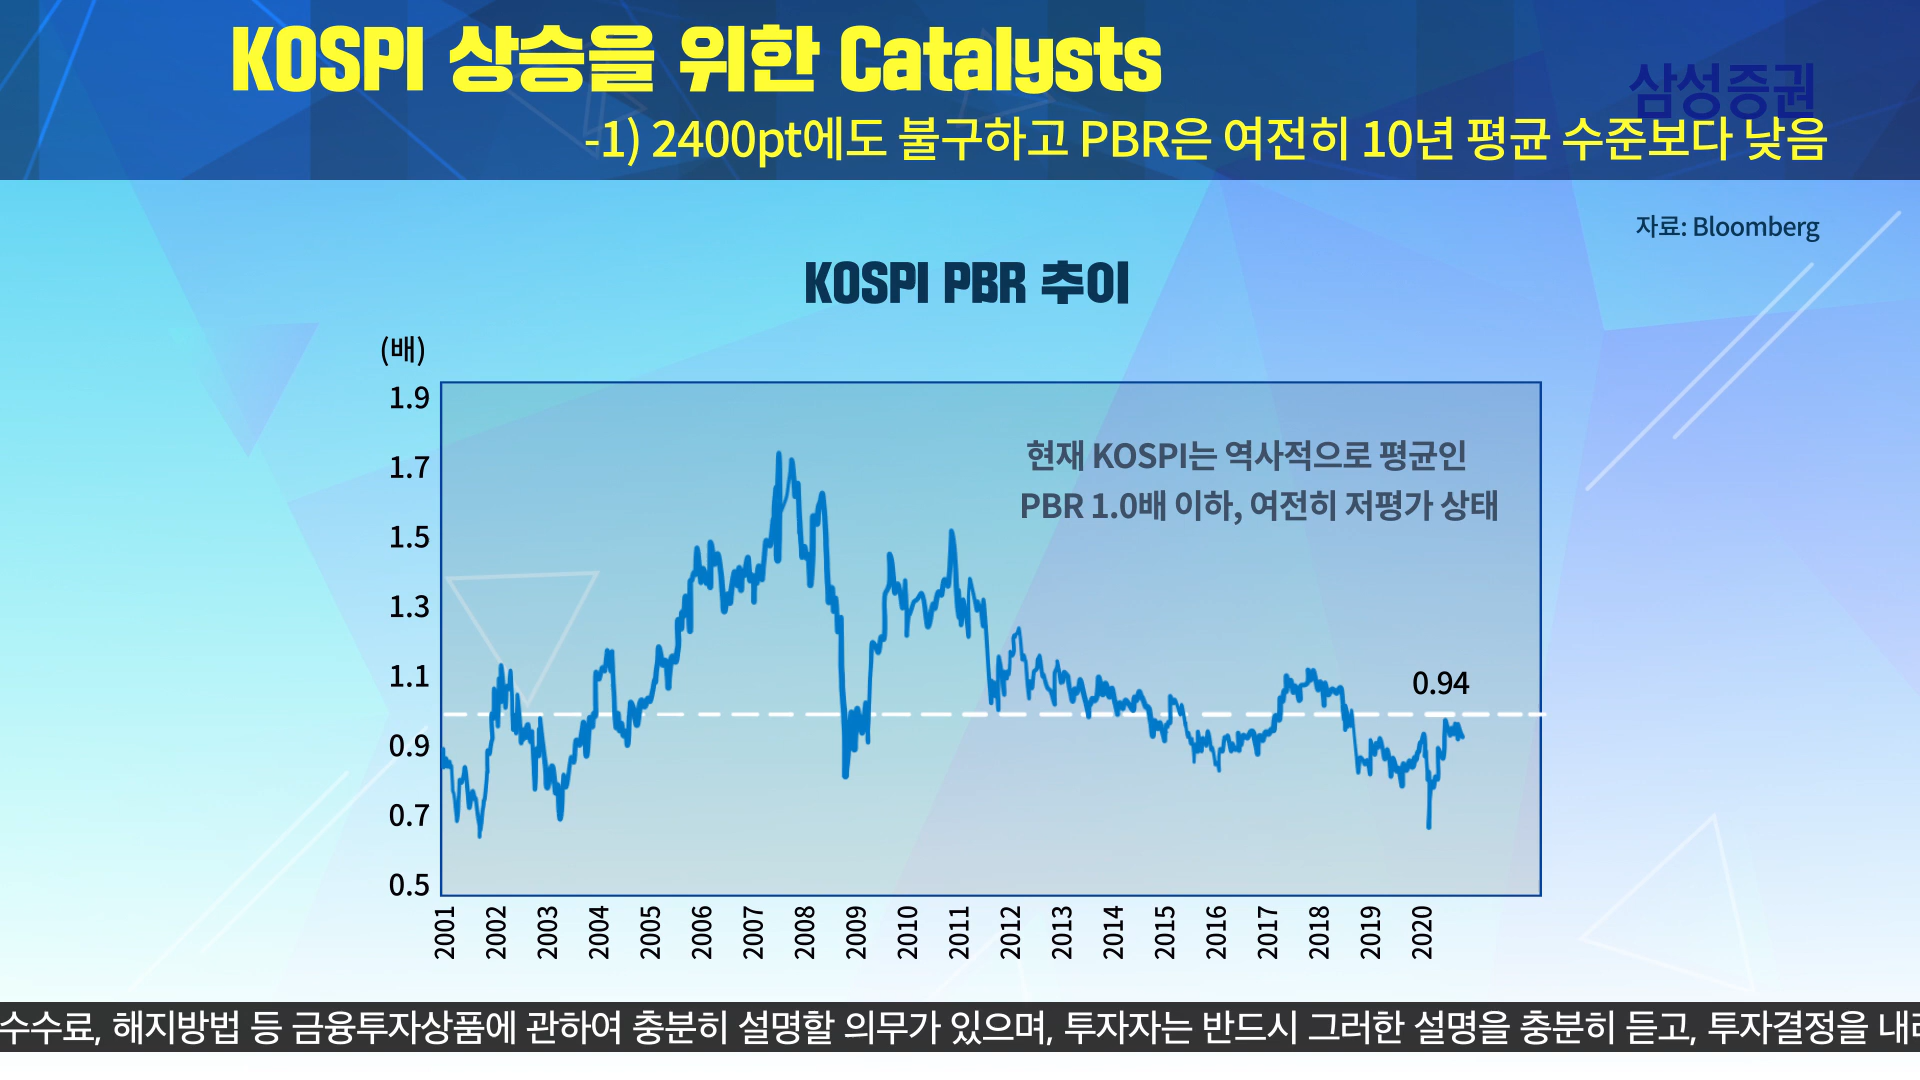 KOSPI 상승을 위한 Catalysts
삼성증권
-1) 2400pt에도 불구하고 PBR은 여전히 10년 평균 수준보다 낮음
자료: Bloomberg
KOSPI PBR 추이
(배)
1.9
1.7
1.5
1.3
1.1
0.9
0.7
0.5
현재 KOSPI는 역사적으로 평균인
PBR 1.0배 이하, 여전히 저평가 상태
0.94
2001 2002 2003 2004 2005 2006 2007 2008 2009 2010 2011 2012 2013 2014 2015 2016 2017 2018 2019 2020
수수료, 해지방법 등 금융투자상품에 관하여 충분히 설명할 의무가 있으며, 투자자는 반드시 그러한 설명을 충분히 듣고, 투자결정을